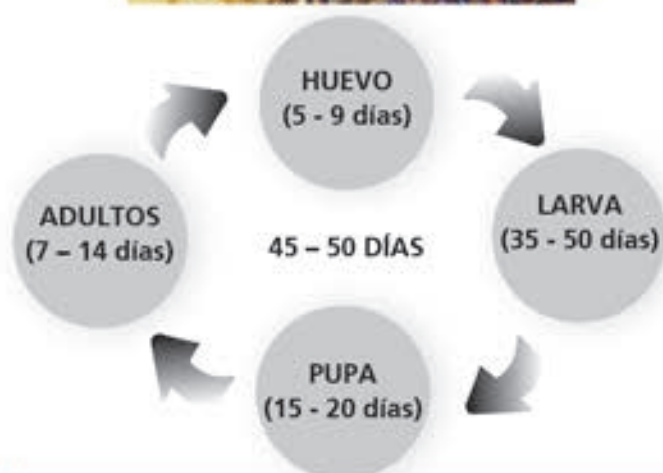 HUEVO
(5 - 9 días)
LARVA
(35 - 50 días)
ADULTOS
(7 – 14 días)
45 – 50 DÍAS
PUPA
(15 - 20 días)